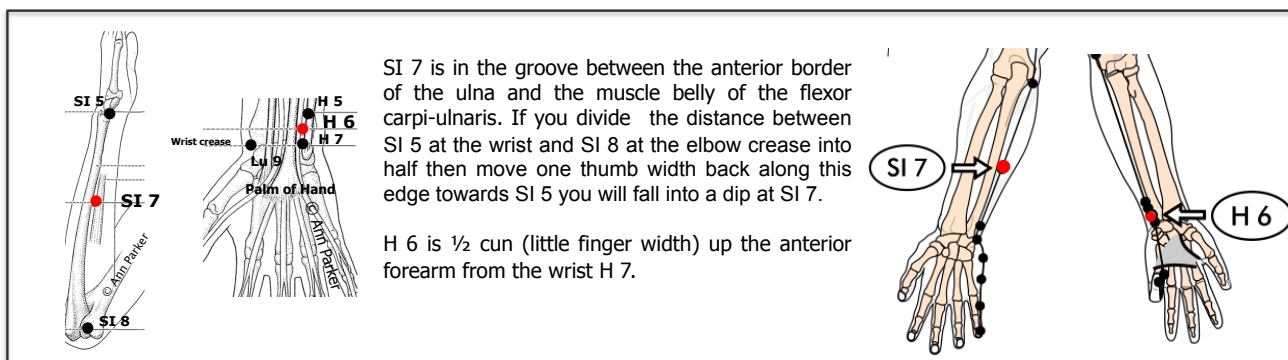 SI 5
SI 7
© Ann Parker
SI 8
H 5
H 6
Wrist crease
H 7
Lu 9
Palm of Hand
© Ann Parker
SI 7 is in the groove between the anterior border
of the ulna and the muscle belly of the flexor
carpi-ulnaris. If you divide the distance between
SI 5 at the wrist and SI 8 at the elbow crease into
half then move one thumb width back along this
edge towards SI 5 you will fall into a dip at SI 7.
H 6 is ½ cun (little finger width) up the anterior
forearm from the wrist H 7.
SI 7
H 6